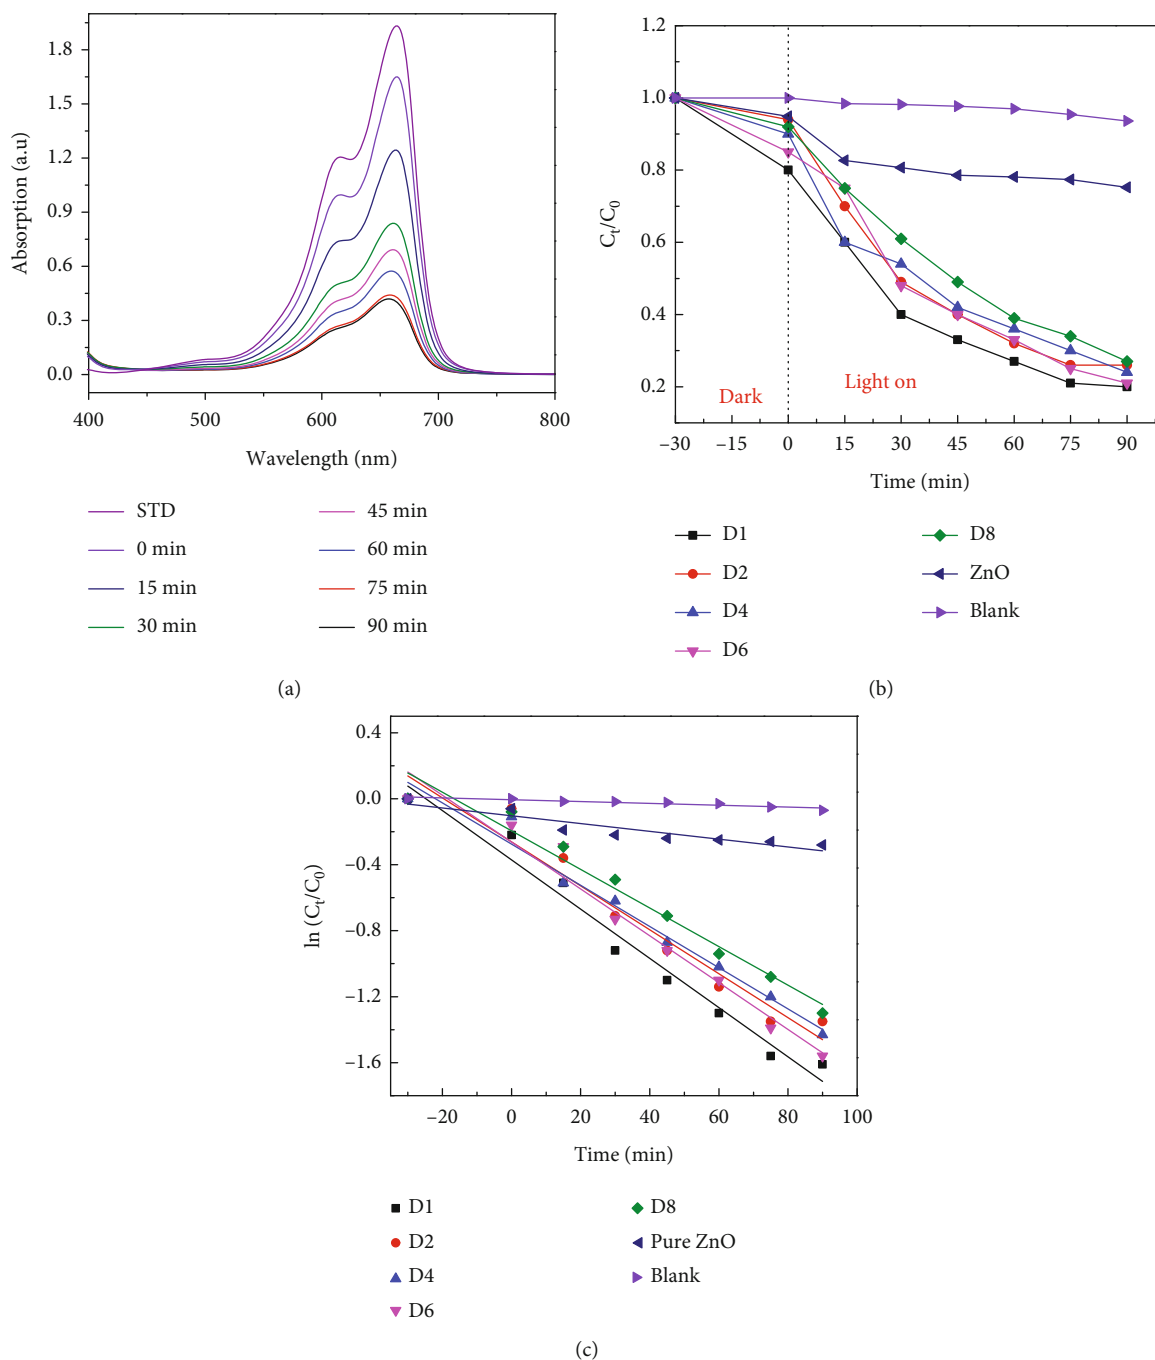 1.8
1.5
1.2
0.9
0.6
0.3
0.0
Absorption (a.u)
400 500 600 700 800
Wavelength (nm)
STD
0 min
15 min
30 min
45 min
60 min
75 min
90 min
(a)
1.2
1.0
0.8
0.6
0.4
0.2
Ct/C0
Dark
Light on
–30 –15 0 15 30 45 60 75 90
Time (min)
D1
D2
D4
D6
D8
ZnO
Blank
(b)
0.4
0.0
–0.4
–0.8
–1.2
–1.6
ln (Ct/C0)
–20 0 20 40 60 80 100
Time (min)
D1
D2
D4
D6
D8
Pure ZnO
Blank
(c)